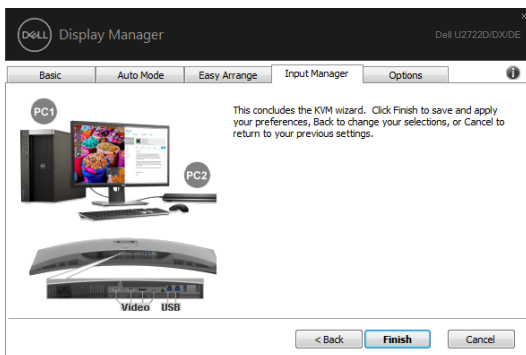 DELL Display Manager
Dell U2722D/DX/DE
Basic Auto Mode Easy Arrange Input Manager Options
PC1
PC2
Video USB
This concludes the KVM wizard. Click Finish to save and apply
your preferences, Back to change your selections, or Cancel to
return to your previous settings.
< Back Finish Cancel